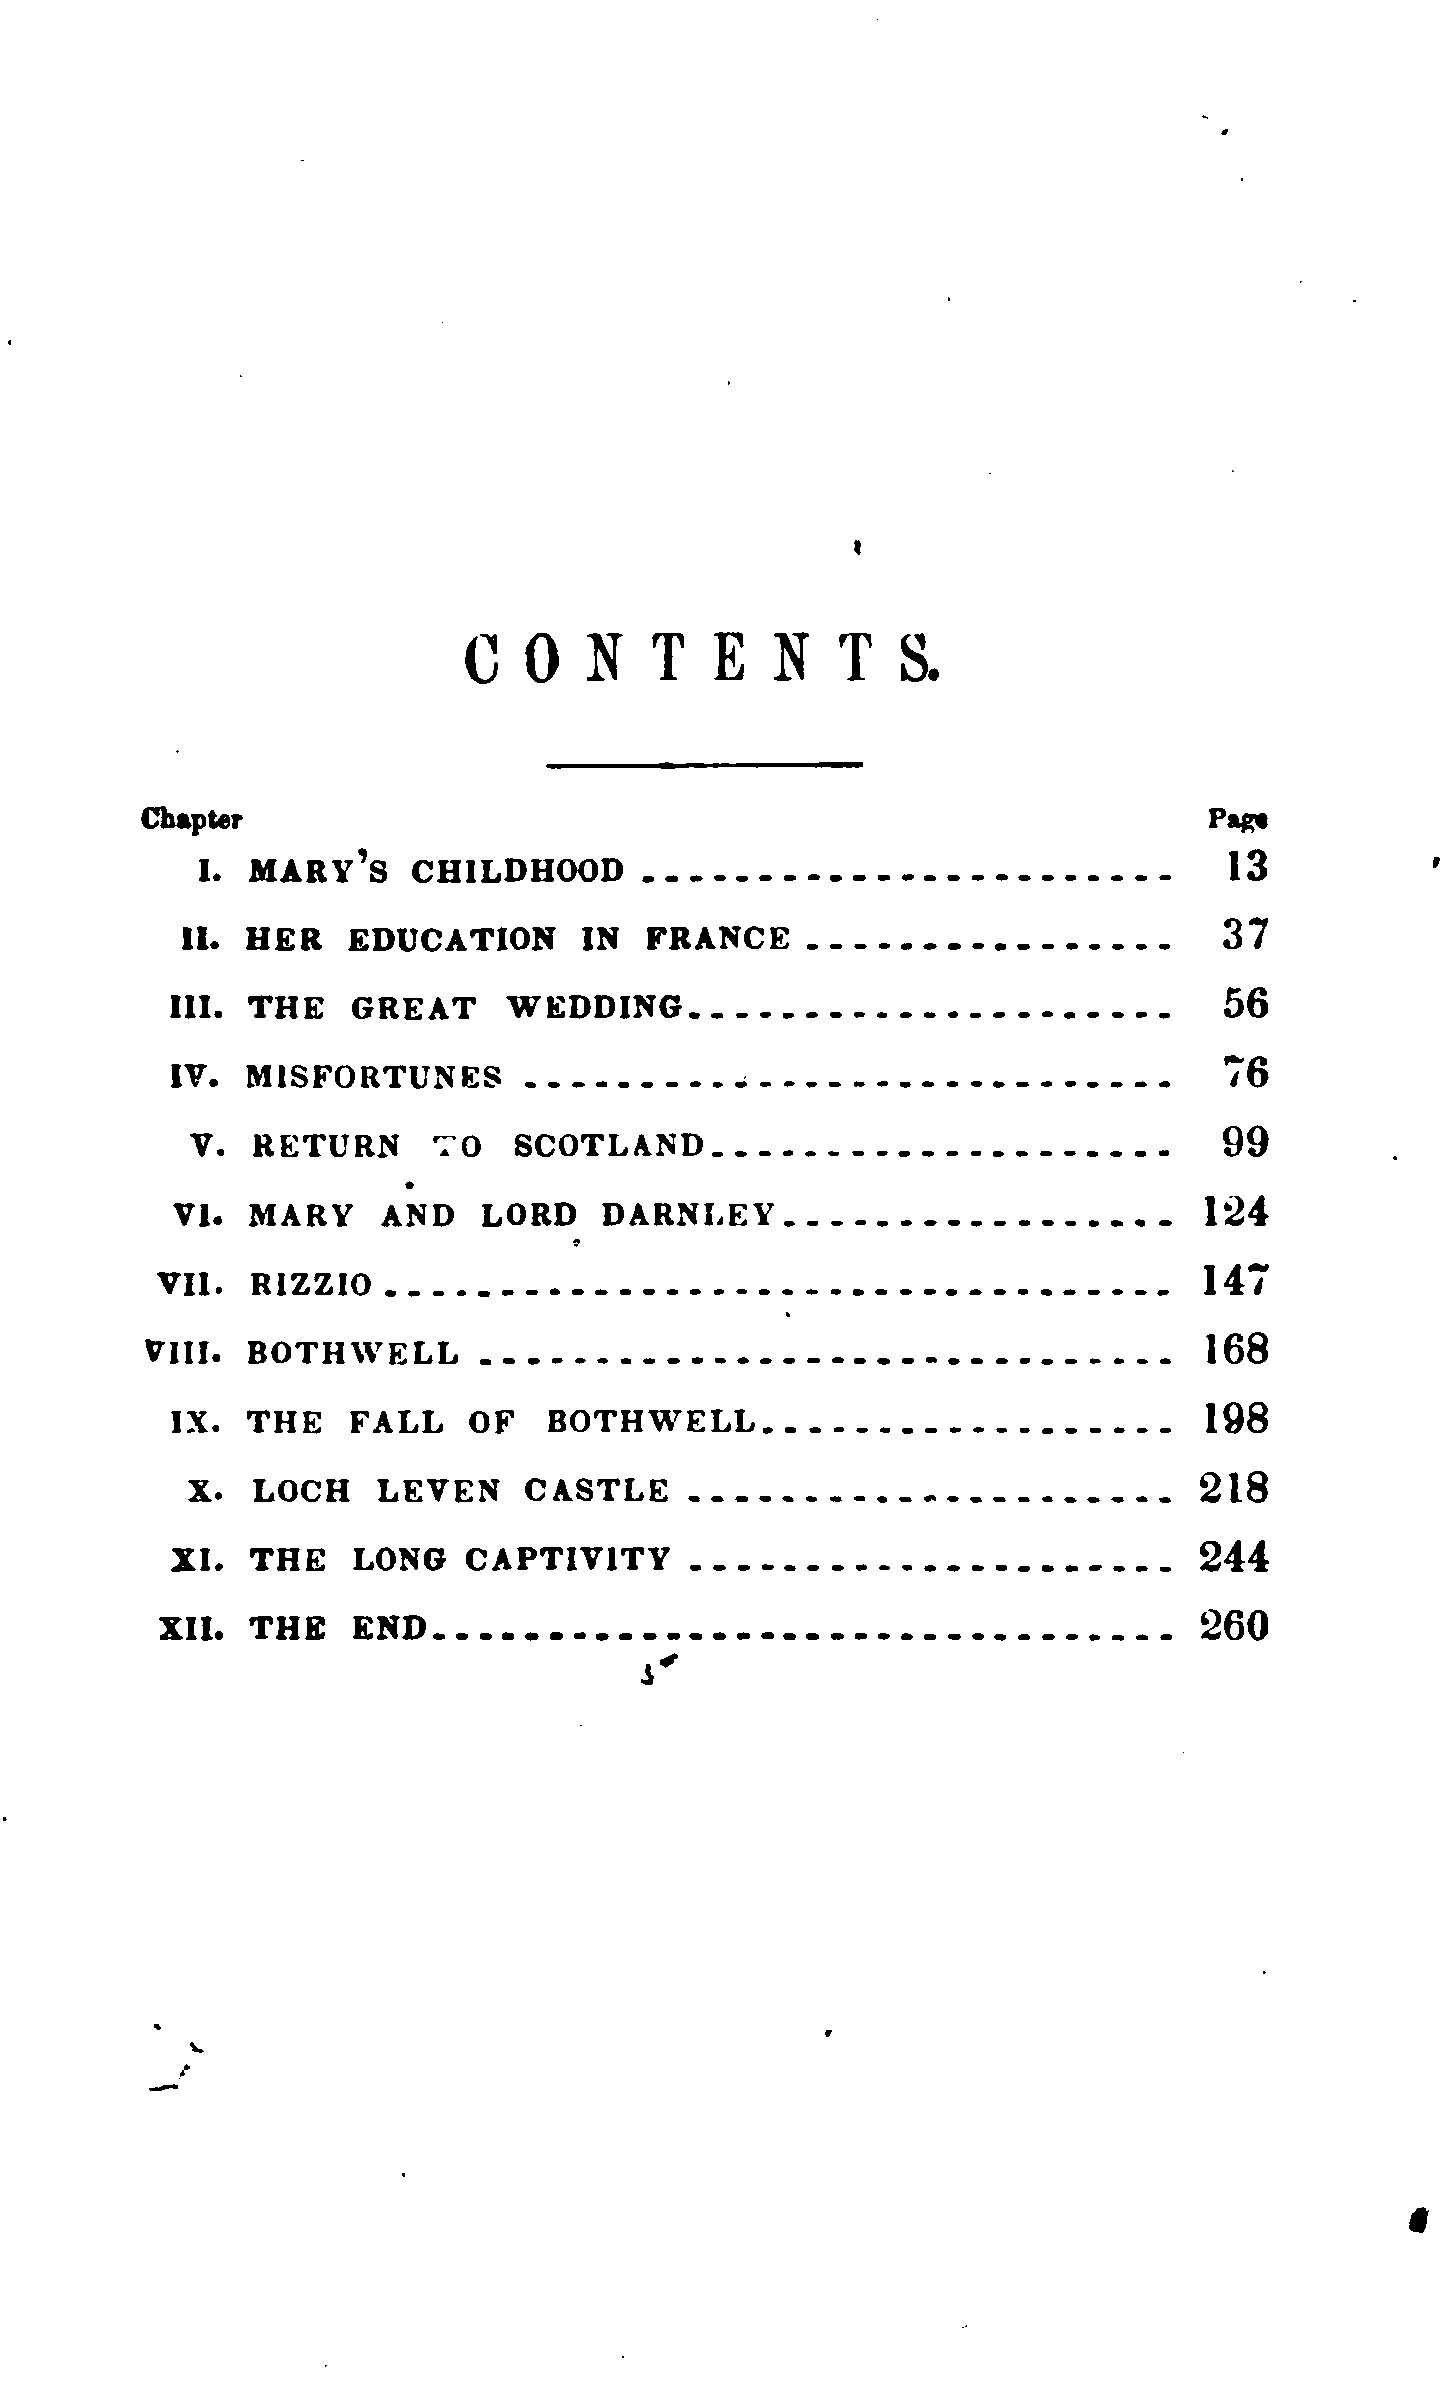 CONTENTS.
Chapter Page
I. MARY'S CHILDHOOD 13
II. HER EDUCATION IN FRANCE 37
III. THE GREAT WEDDING 56
IV. MISFORTUNES 76
V. RETURN TO SCOTLAND 99
VI. MARY AND LORD DARNLEY 124
VII. RIZZIO 147
VIII. BOTHWELL 168
IX. THE FALL OF BOTHWELL 198
X. LOCH LEVEN CASTLE 218
XI. THE LONG CAPTIVITY 244
XII. THE END 260